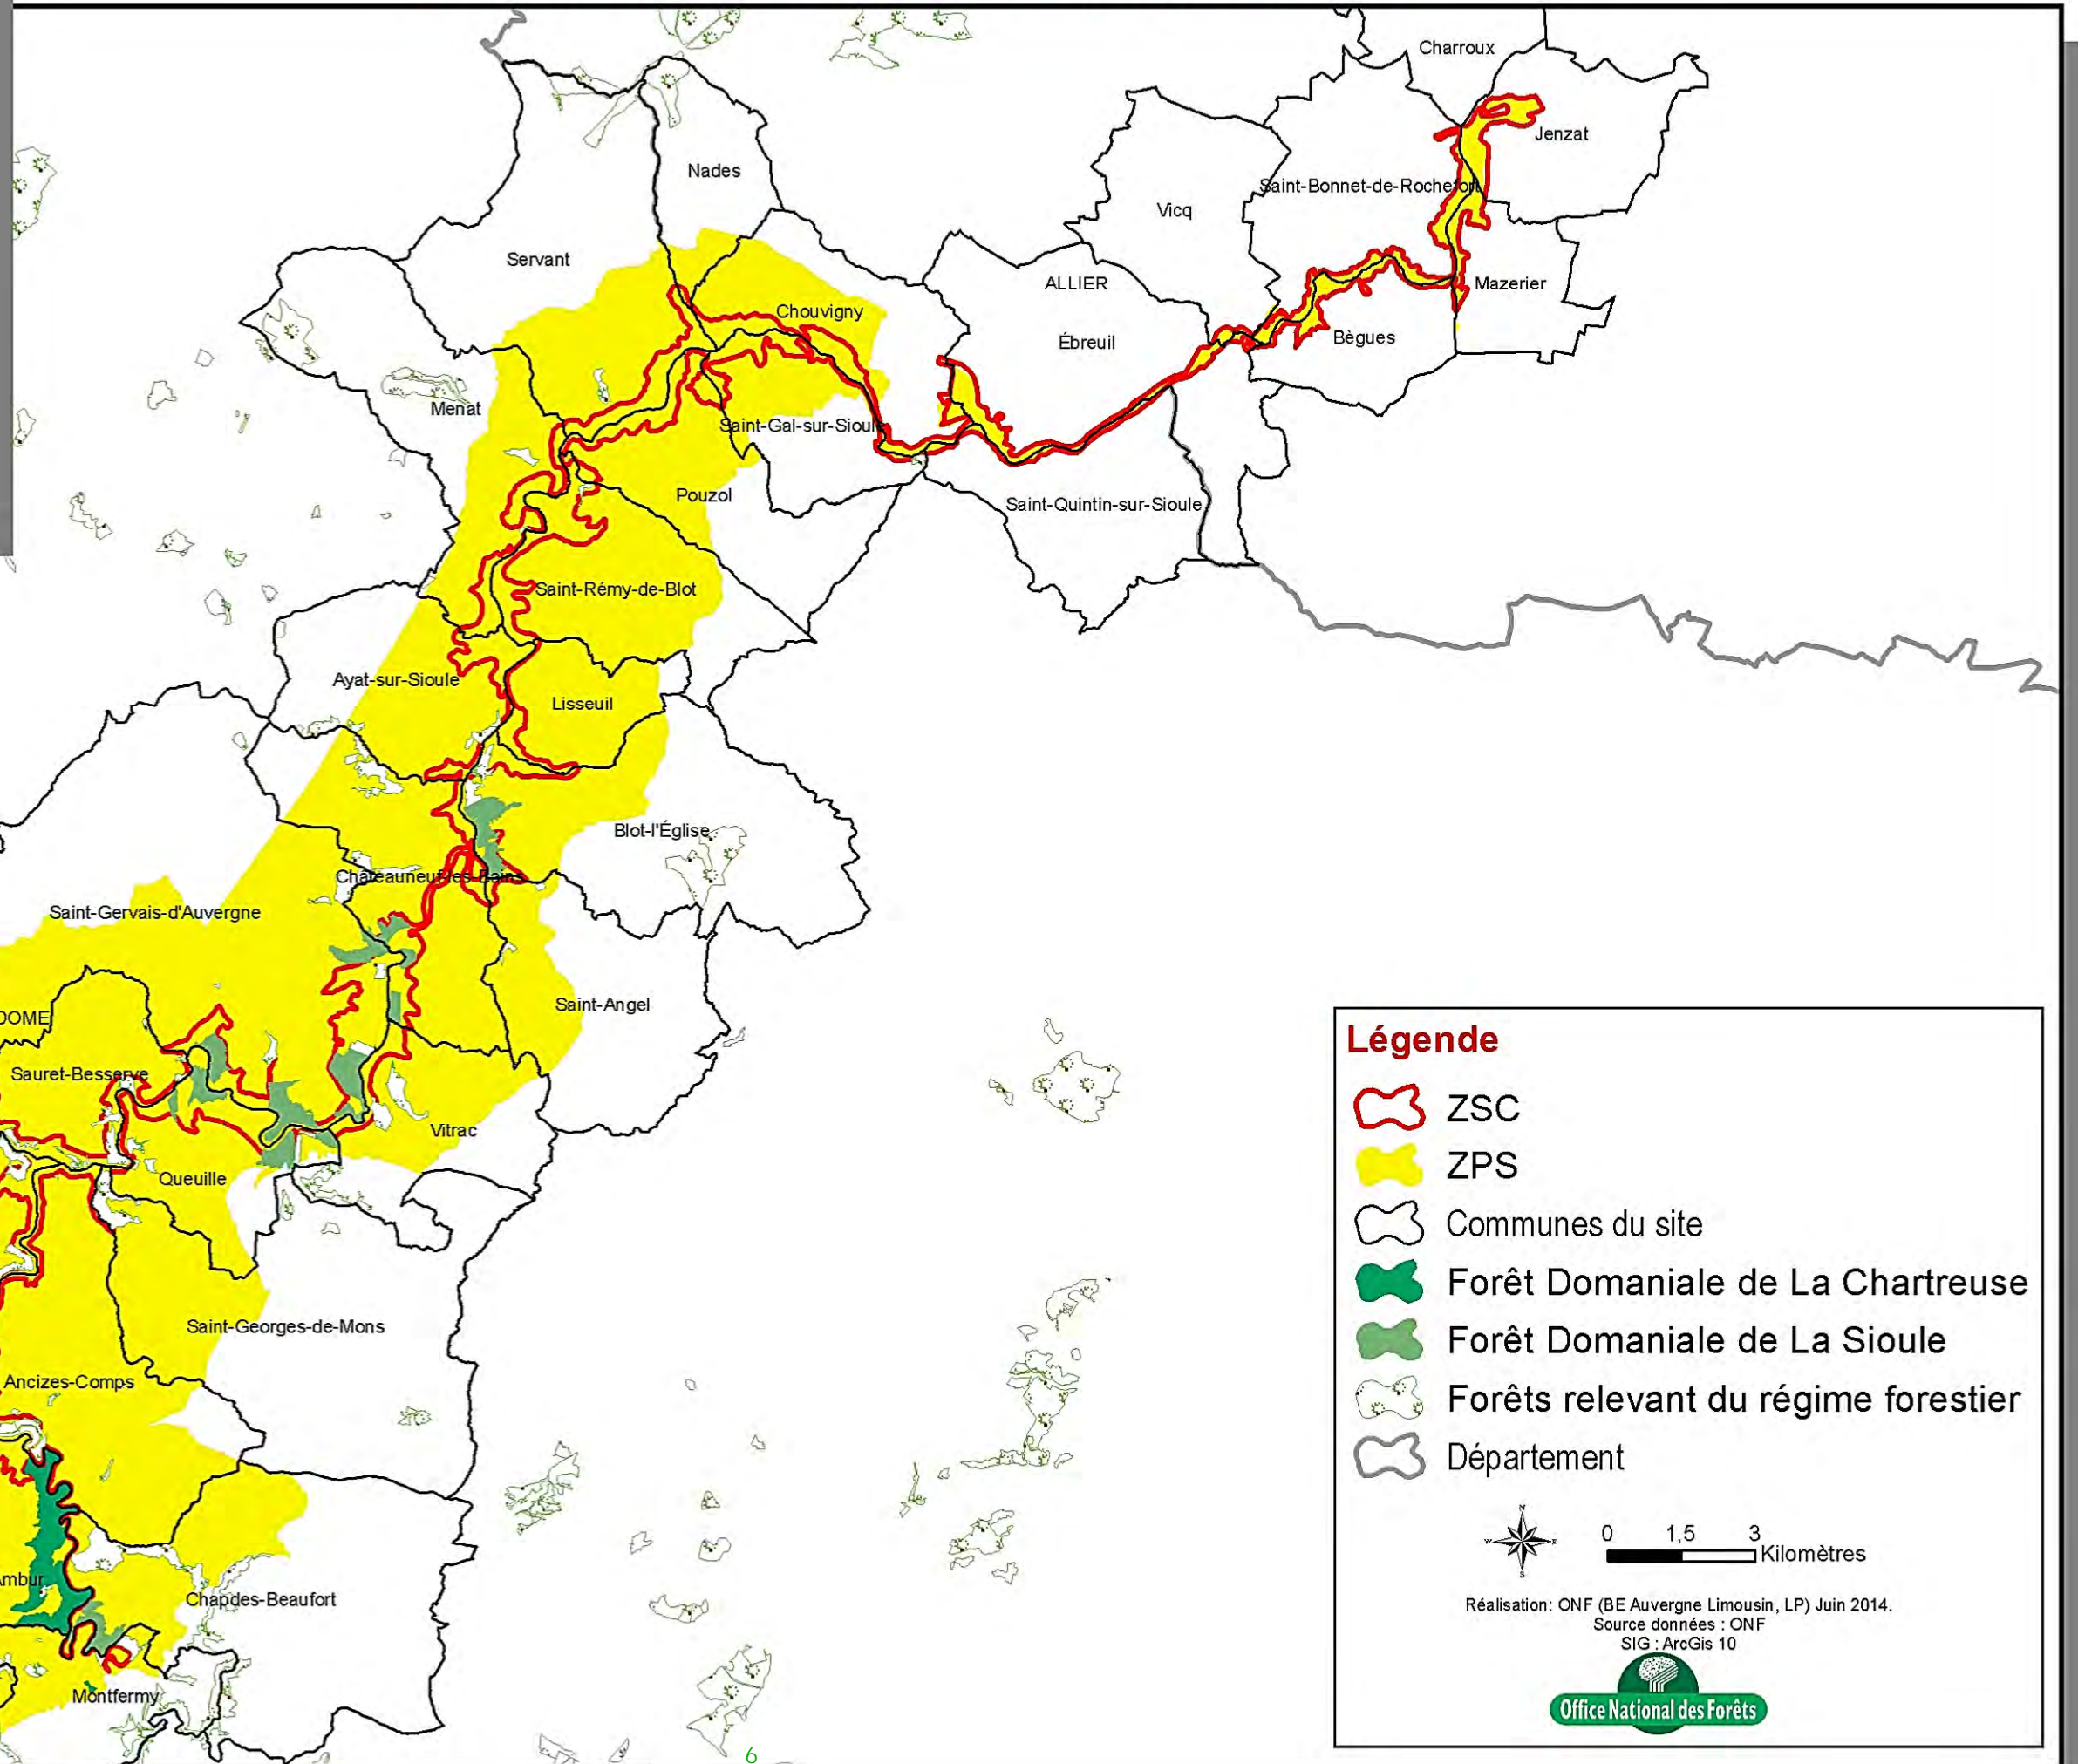 Charroux
Jenzat
Nades
Saint-Bonnet-de-Rochefort
Vicq
Servant
ALLIER
Mazerier
Chouvigny
Ébreuil
Bègues
Menat
Saint-Gal-sur-Sioule
Pouzol
Saint-Quintin-sur-Sioule
Saint-Rémy-de-Blot
Ayat-sur-Sioule
Lisseuil
Blot-l'Église
Châteauneuf-les-Bains
Saint-Gervais-d'Auvergne
Saint-Angel
DOME
Sauret-Besserve
Vitrac
Queuille
Saint-Georges-de-Mons
Ancizes-Comps
mbur
Chapdes-Beaufort
Montfermy
Légende
ZSC
ZPS
Communes du site
Forêt Domaniale de La Chartreuse
Forêt Domaniale de La Sioule
Forêts relevant du régime forestier
Département
N
W E
S
0 1,5 3
Kilomètres
Réalisation: ONF (BE Auvergne Limousin, LP) Juin 2014.
Source données : ONF
SIG : ArcGis 10
Office National des Forêts
6